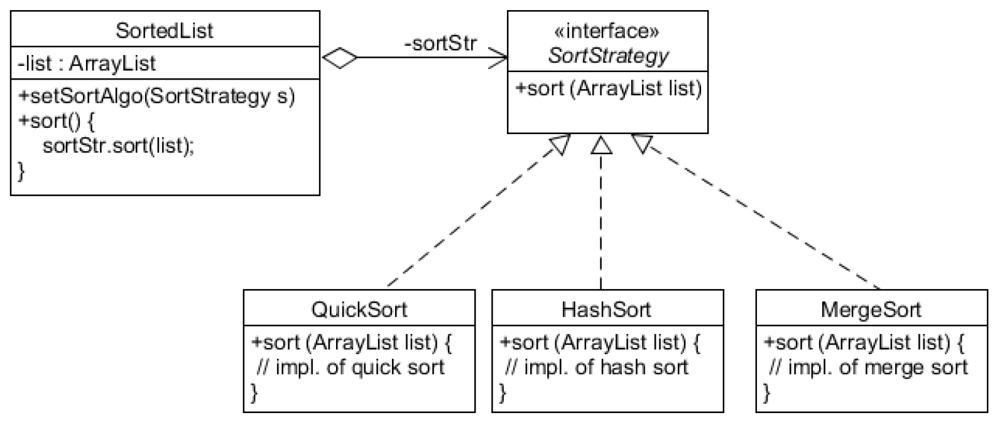 SortedList
-list : ArrayList
+setSortAlgo(SortStrategy s)
+sort() {
sortStr.sort(list);
}
-sortStr
«interface»
SortStrategy
+sort (ArrayList list)
QuickSort
+sort (ArrayList list) {
// impl. of quick sort
}
HashSort
+sort (ArrayList list) {
// impl. of hash sort
}
MergeSort
+sort (ArrayList list) {
// impl. of merge sort
}